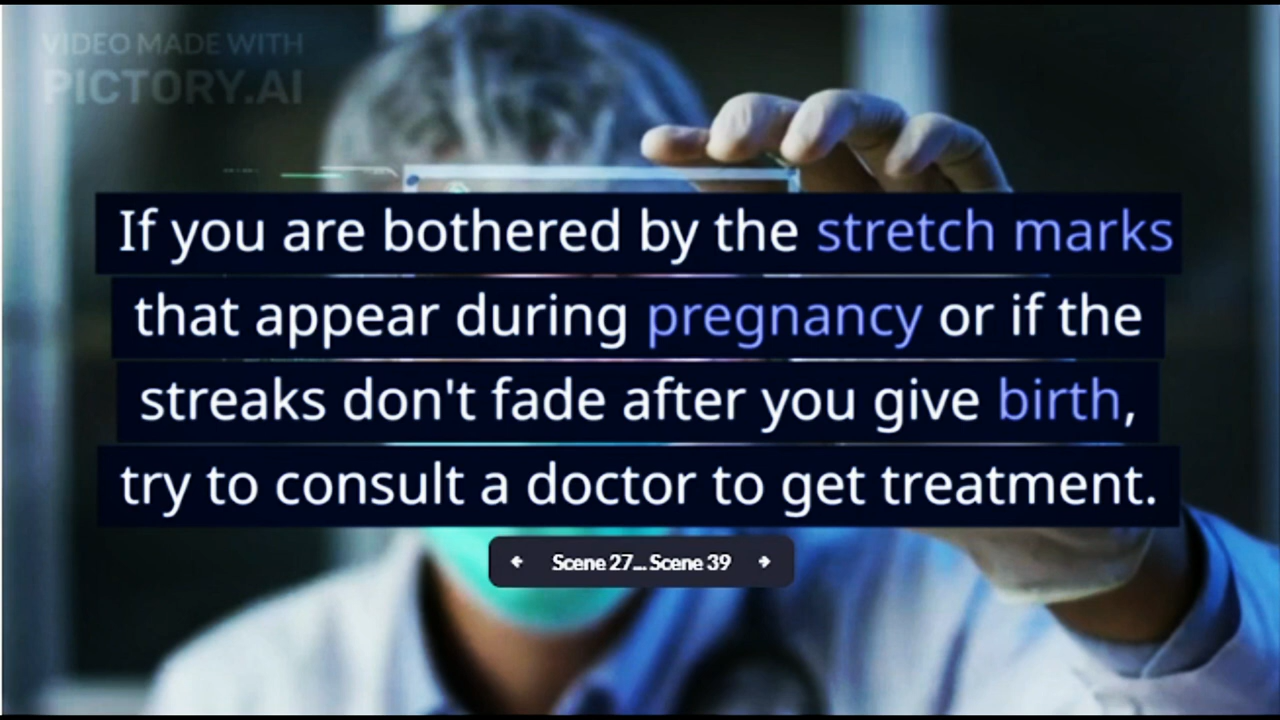 VIDEO MADE WITH
PICTORY.AI
If you are bothered by the stretch marks
that appear during pregnancy or if the
streaks don't fade after you give birth,
try to consult a doctor to get treatment.
Scene 27... Scene 39